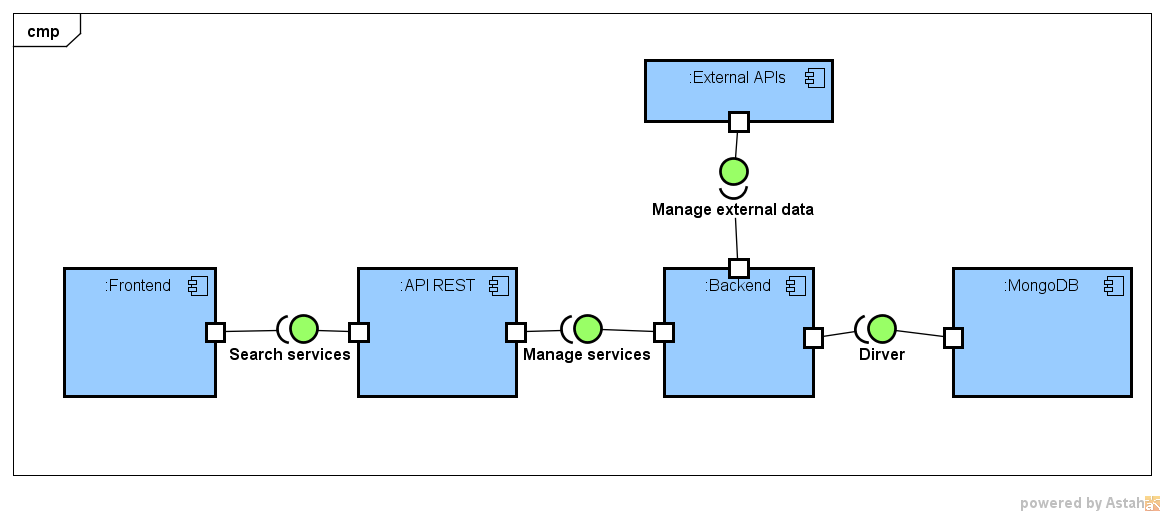 cmp
:External APIs
Manage external data
:Frontend
:API REST
:Backend
:MongoDB
Search services
Manage services
Dirver
powered by Astah